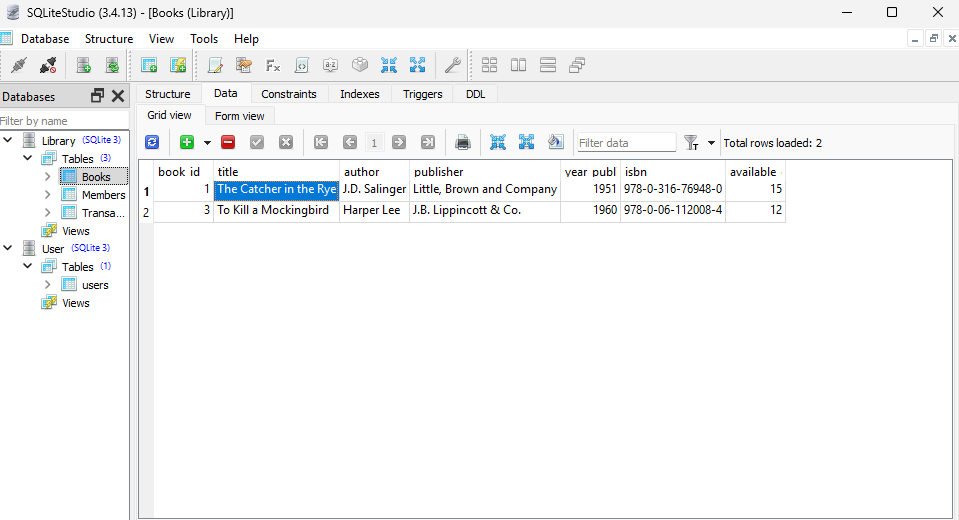 SQLiteStudio (3.4.13) - [Books (Library)]
Database Structure View Tools Help
Databases
Filter by name
Library (SQLite 3)
Tables (3)
Books
Members
Transa...
Views
User (SQLite 3)
Tables (1)
users
Views
Structure Data Constraints Indexes Triggers DDL
Grid view Form view
1 Filter data Total rows loaded: 2
book_id title author publisher year_publ isbn available
1 1 The Catcher in the Rye J.D. Salinger Little, Brown and Company 1951 978-0-316-76948-0 15
2 3 To Kill a Mockingbird Harper Lee J.B. Lippincott & Co. 1960 978-0-06-112008-4 12